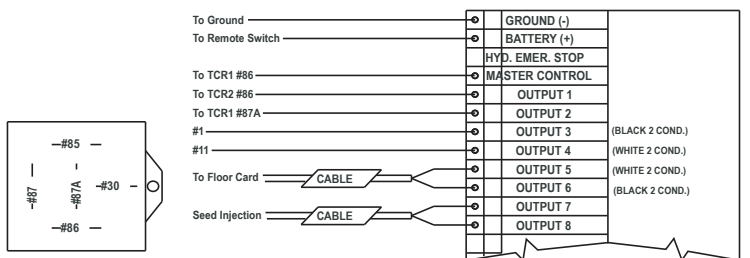 To Ground
GROUND (-)
To Remote Switch
BATTERY (+)
HYD. EMER. STOP
To TCR1 #86
MASTER CONTROL
To TCR2 #86
OUTPUT 1
To TCR1 #87A
OUTPUT 2
#1
OUTPUT 3
(BLACK 2 COND.)
#11
OUTPUT 4
(WHITE 2 COND.)
To Floor Card
CABLE
OUTPUT 5
(WHITE 2 COND.)
OUTPUT 6
(BLACK 2 COND.)
Seed Injection
CABLE
OUTPUT 7
OUTPUT 8
#85
#87
#87A
#30
#86